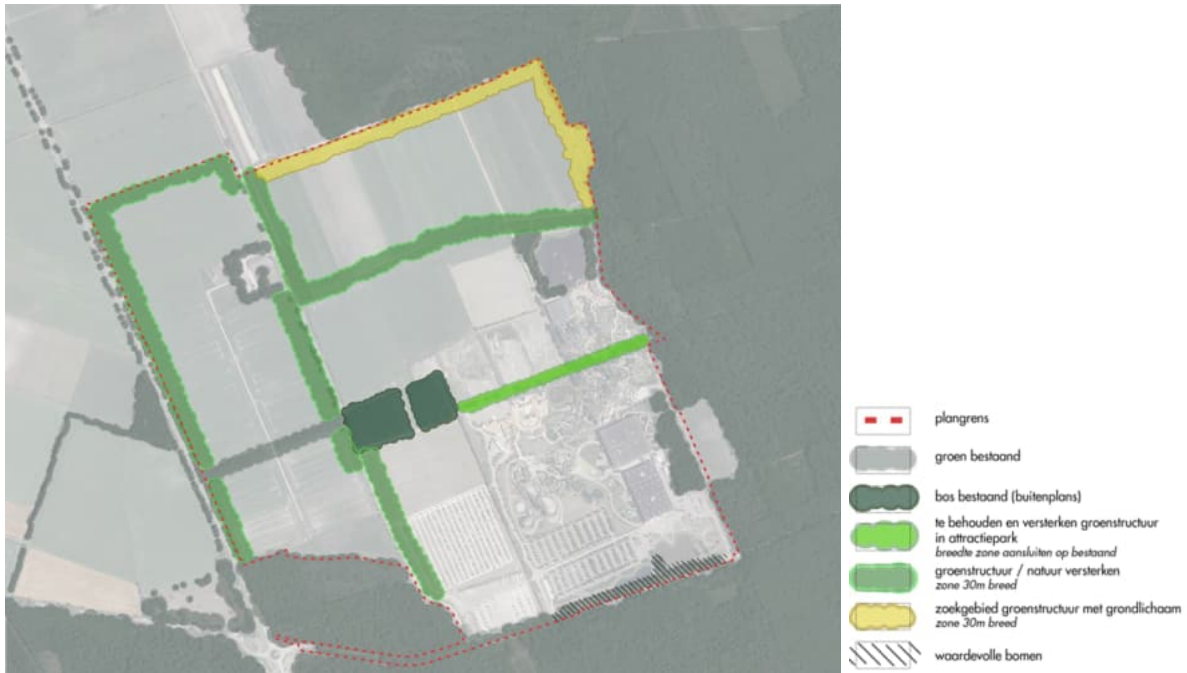 plangrens
groen bestaand
bos bestaand (buitenplans)
te behouden en versterken groenstructuur
in attractiepark
breedte zone aansluiten op bestaand
groenstructuur / natuur versterken
zone 30m breed
zoekgebied groenstructuur met grondlichaam
zone 30m breed
waardevolle bomen